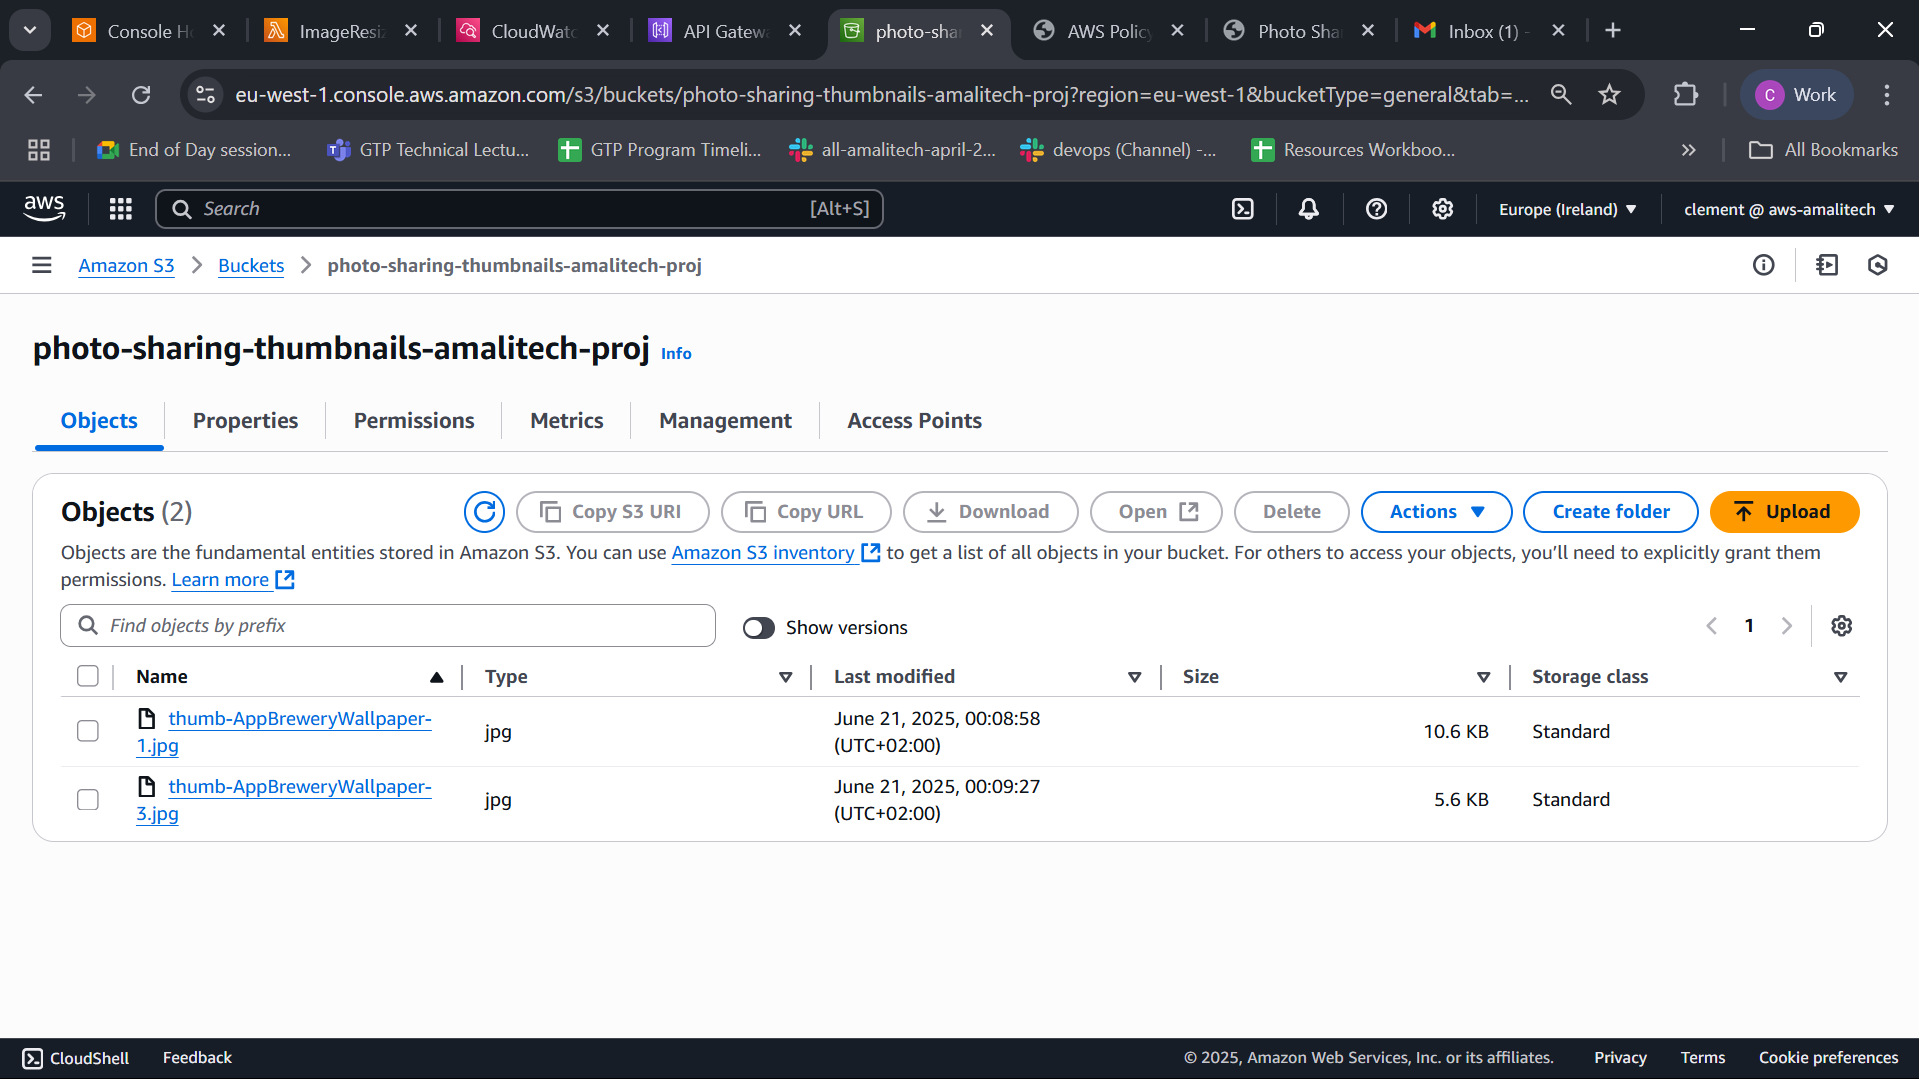 Console Ho
ImageResiz
CloudWatc
API Gatewa
photo-shar
AWS Policy
Photo Shar
Inbox (1) -
eu-west-1.console.aws.amazon.com/s3/buckets/photo-sharing-thumbnails-amalitech-proj?region=eu-west-1&bucketType=general&tab=...
C Work
End of Day session...
GTP Technical Lectu...
GTP Program Timeli...
all-amalitech-april-2...
devops (Channel) -...
Resources Workboo...
All Bookmarks
aws
Search
[Alt+S]
Europe (Ireland)
clement @ aws-amalitech
Amazon S3
Buckets
photo-sharing-thumbnails-amalitech-proj
photo-sharing-thumbnails-amalitech-proj Info
Objects
Properties
Permissions
Metrics
Management
Access Points
Objects (2)
Copy S3 URI
Copy URL
Download
Open
Delete
Actions
Create folder
Upload
Objects are the fundamental entities stored in Amazon S3. You can use Amazon S3 inventory to get a list of all objects in your bucket. For others to access your objects, you’ll need to explicitly grant them
permissions. Learn more
Find objects by prefix
Show versions
1
Name
Type
Last modified
Size
Storage class
thumb-AppBreweryWallpaper-
1.jpg
jpg
June 21, 2025, 00:08:58
(UTC+02:00)
10.6 KB
Standard
thumb-AppBreweryWallpaper-
3.jpg
jpg
June 21, 2025, 00:09:27
(UTC+02:00)
5.6 KB
Standard
CloudShell
Feedback
© 2025, Amazon Web Services, Inc. or its affiliates.
Privacy
Terms
Cookie preferences